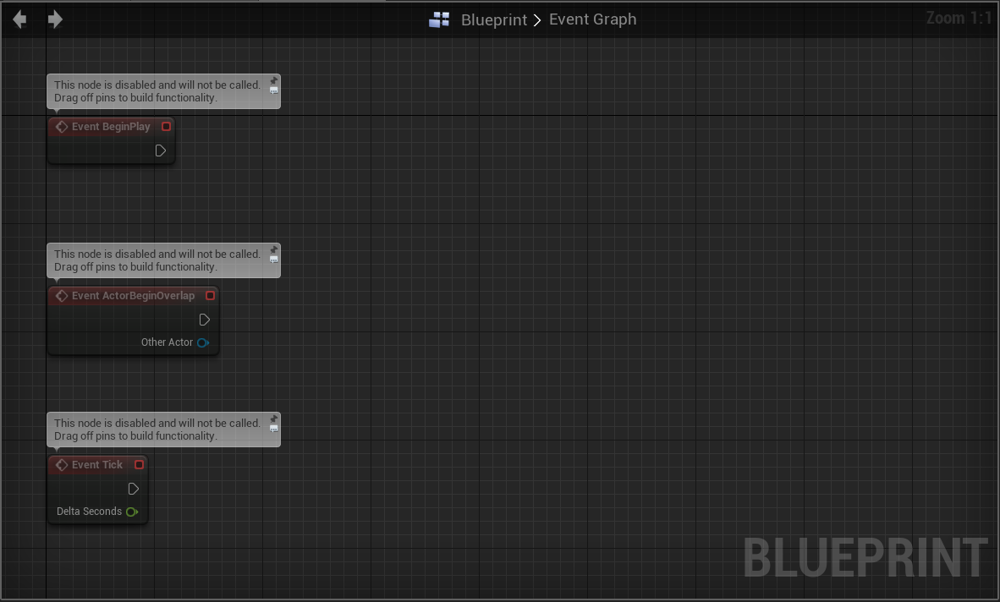 Blueprint > Event Graph
Zoom 1:1
This node is disabled and will not be called.
Drag off pins to build functionality.
Event BeginPlay
This node is disabled and will not be called.
Drag off pins to build functionality.
Event ActorBeginOverlap
Other Actor
This node is disabled and will not be called.
Drag off pins to build functionality.
Event Tick
Delta Seconds
BLUEPRINT